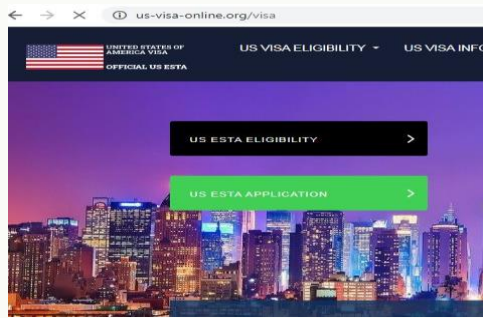 us-visa-online.org/visa
UNITED STATES OF
AMERICA VISA
OFFICIAL US ESTA
US VISA ELIGIBILITY
US VISA INFO
US ESTA ELIGIBILITY
US ESTA APPLICATION